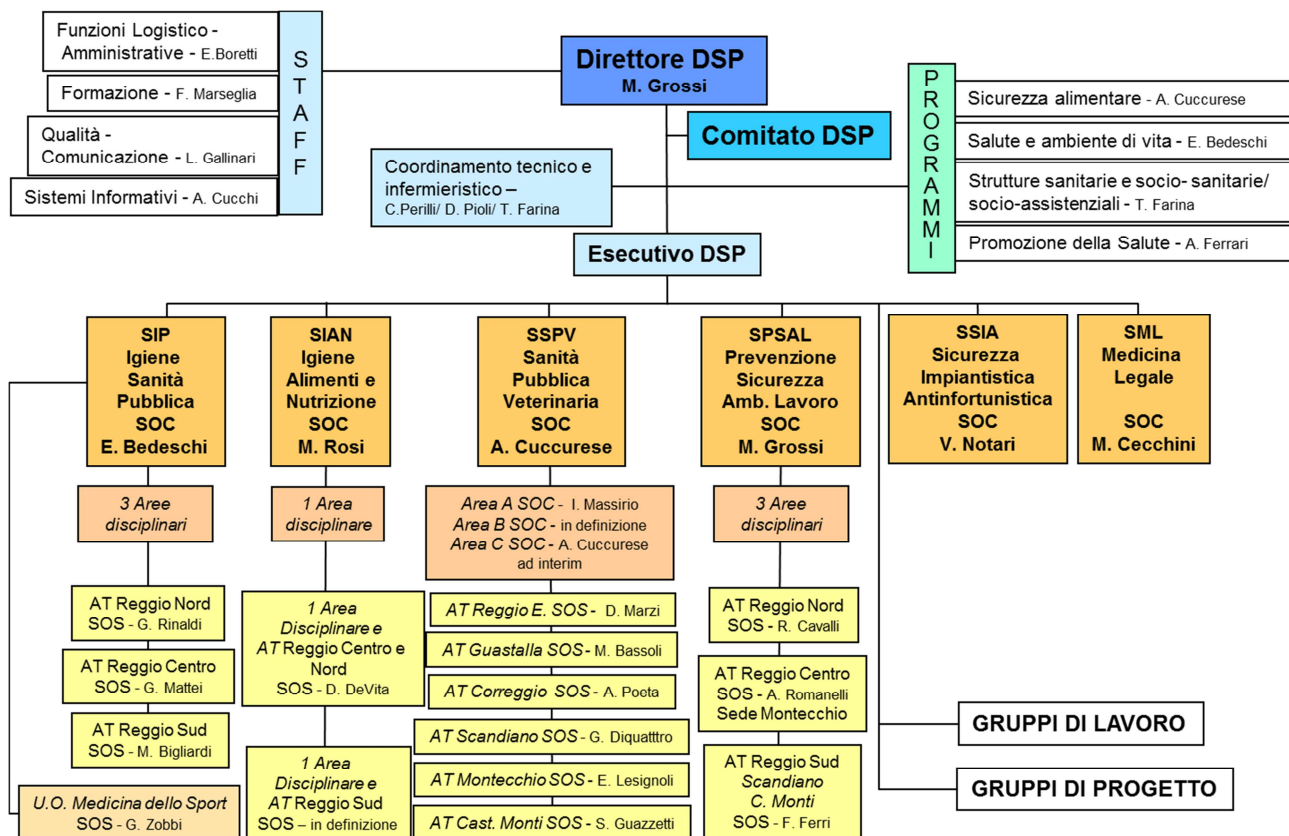 Funzioni Logistico -
Amministrative - E.Boretti
Formazione - F. Marseglia
Qualità -
Comunicazione - L. Gallinari
Sistemi Informativi - A. Cucchi
STAFF
Direttore DSP
M. Grossi
Comitato DSP
Coordinamento tecnico e
infermieristico –
C.Perilli/ D. Pioli/ T. Farina
Esecutivo DSP
PROGRAMMI
Sicurezza alimentare - A. Cuccurese
Salute e ambiente di vita - E. Bedeschi
Strutture sanitarie e socio- sanitarie/
socio-assistenziali - T. Farina
Promozione della Salute - A. Ferrari
SIP
Igiene
Sanità
Pubblica
SOC
E. Bedeschi
3 Aree
disciplinari
AT Reggio Nord
SOS - G. Rinaldi
AT Reggio Centro
SOS - G. Mattei
AT Reggio Sud
SOS - M. Bigliardi
U.O. Medicina dello Sport
SOS - G. Zobbi
SIAN
Igiene
Alimenti e
Nutrizione
SOC
M. Rosi
1 Area
disciplinare
1 Area
Disciplinare e
AT Reggio Centro e
Nord
SOS - D. DeVita
1 Area
Disciplinare e
AT Reggio Sud
SOS – in definizione
SSPV
Sanità
Pubblica
Veterinaria
SOC
A. Cuccurese
Area A SOC - I. Massirio
Area B SOC - in definizione
Area C SOC - A. Cuccurese
ad interim
AT Reggio E. SOS - D. Marzi
AT Guastalla SOS - M. Bassoli
AT Correggio SOS - A. Poeta
AT Scandiano SOS - G. Diquatttro
AT Montecchio SOS - E. Lesignoli
AT Cast. Monti SOS - S. Guazzetti
SPSAL
Prevenzione
Sicurezza
Amb. Lavoro
SOC
M. Grossi
3 Aree
disciplinari
AT Reggio Nord
SOS - R. Cavalli
AT Reggio Centro
SOS - A. Romanelli
Sede Montecchio
AT Reggio Sud
Scandiano
C. Monti
SOS - F. Ferri
SSIA
Sicurezza
Impiantistica
Antinfortunistica
SOC
V. Notari
SML
Medicina
Legale
SOC
M. Cecchini
GRUPPI DI LAVORO
GRUPPI DI PROGETTO